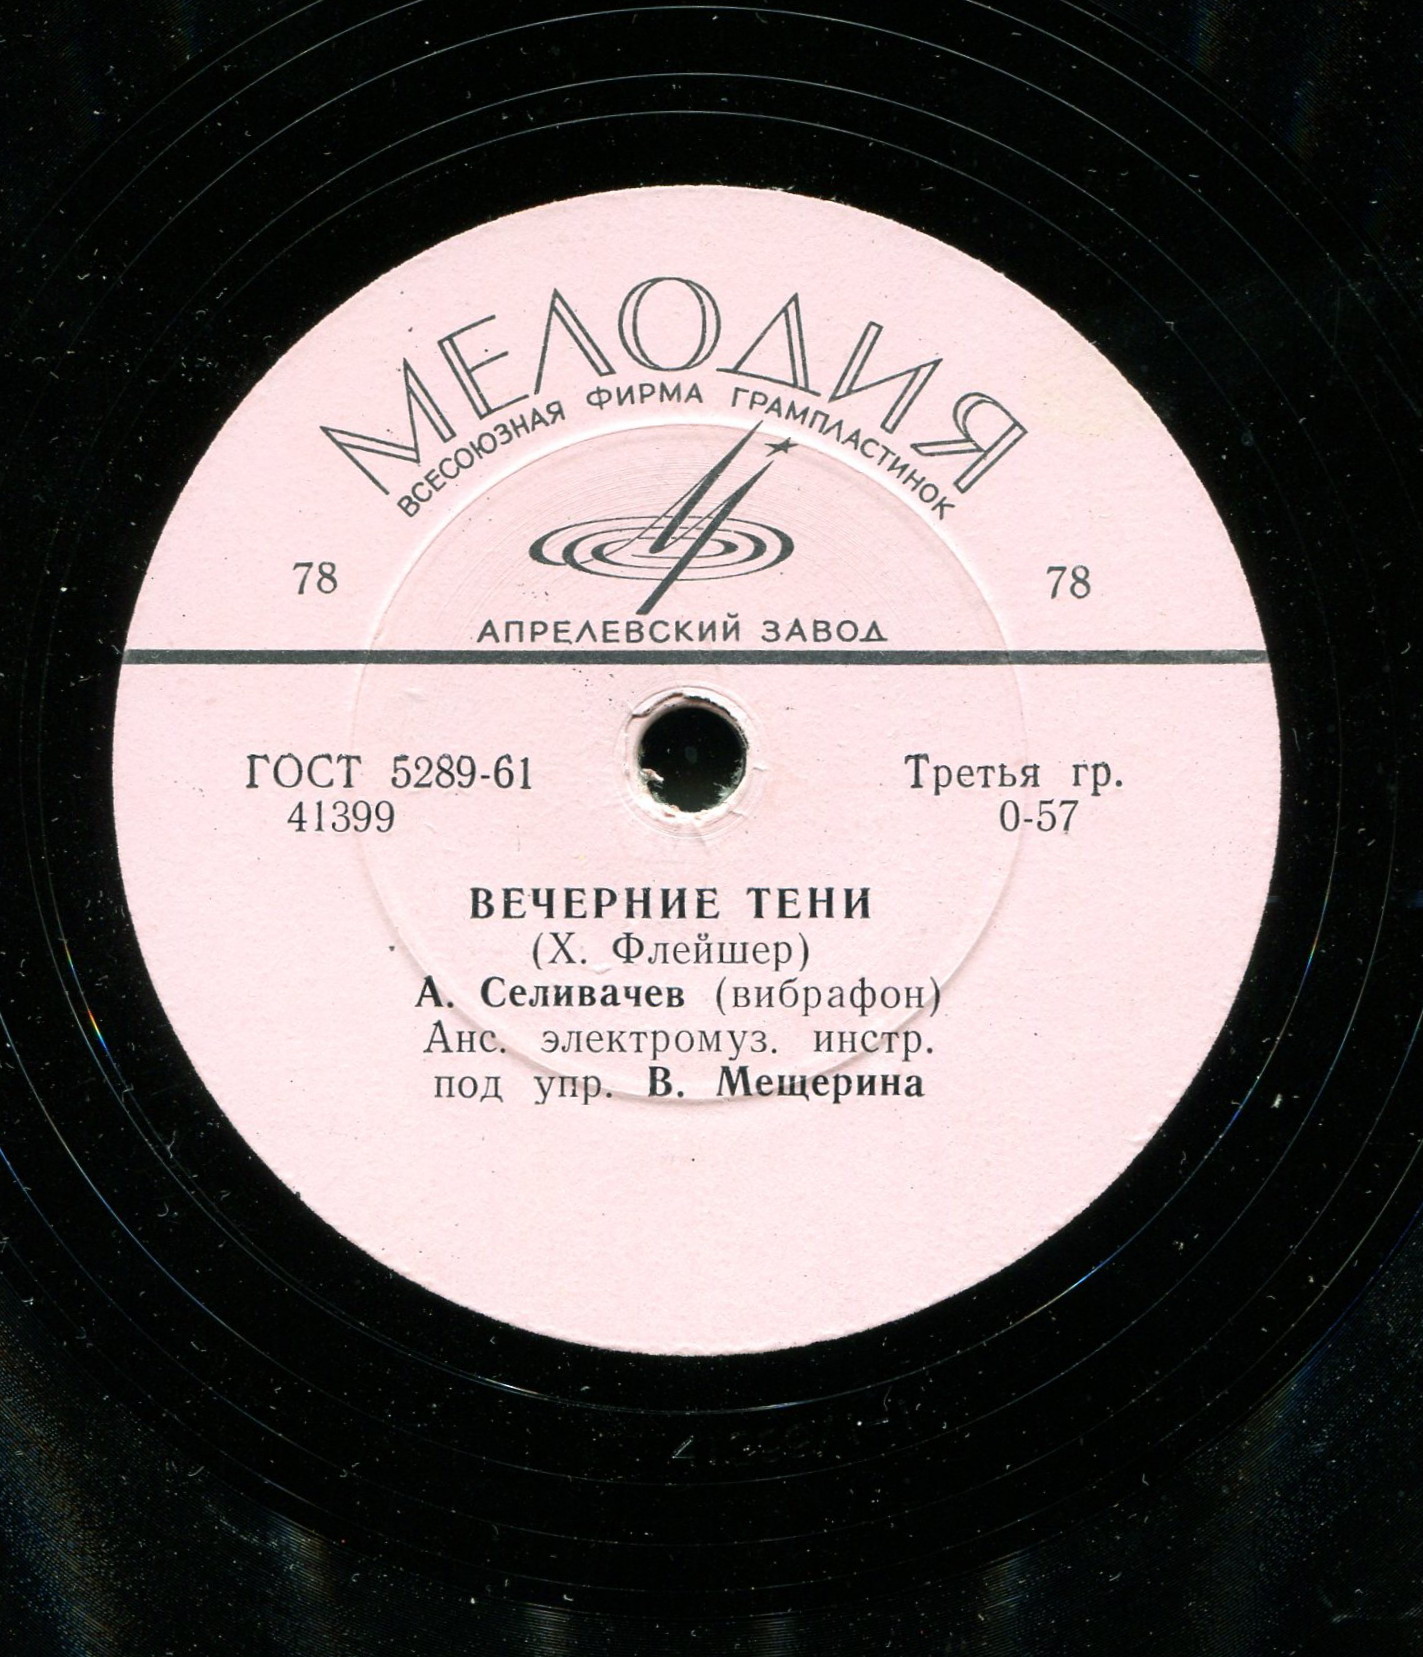 МЕЛОДИЯ
ВСЕСОЮЗНАЯ ФИРМА ГРАМПЛАСТИНОК
78 78
АПРЕЛЕВСКИЙ ЗАВОД
ГОСТ 5289-61 Третья гр.
41399 0-57
ВЕЧЕРНИЕ ТЕНИ
(Х. Флейшер)
А. Селивачев (вибрафон)
Анс. электромуз. инстр.
под упр. В. Мещерина